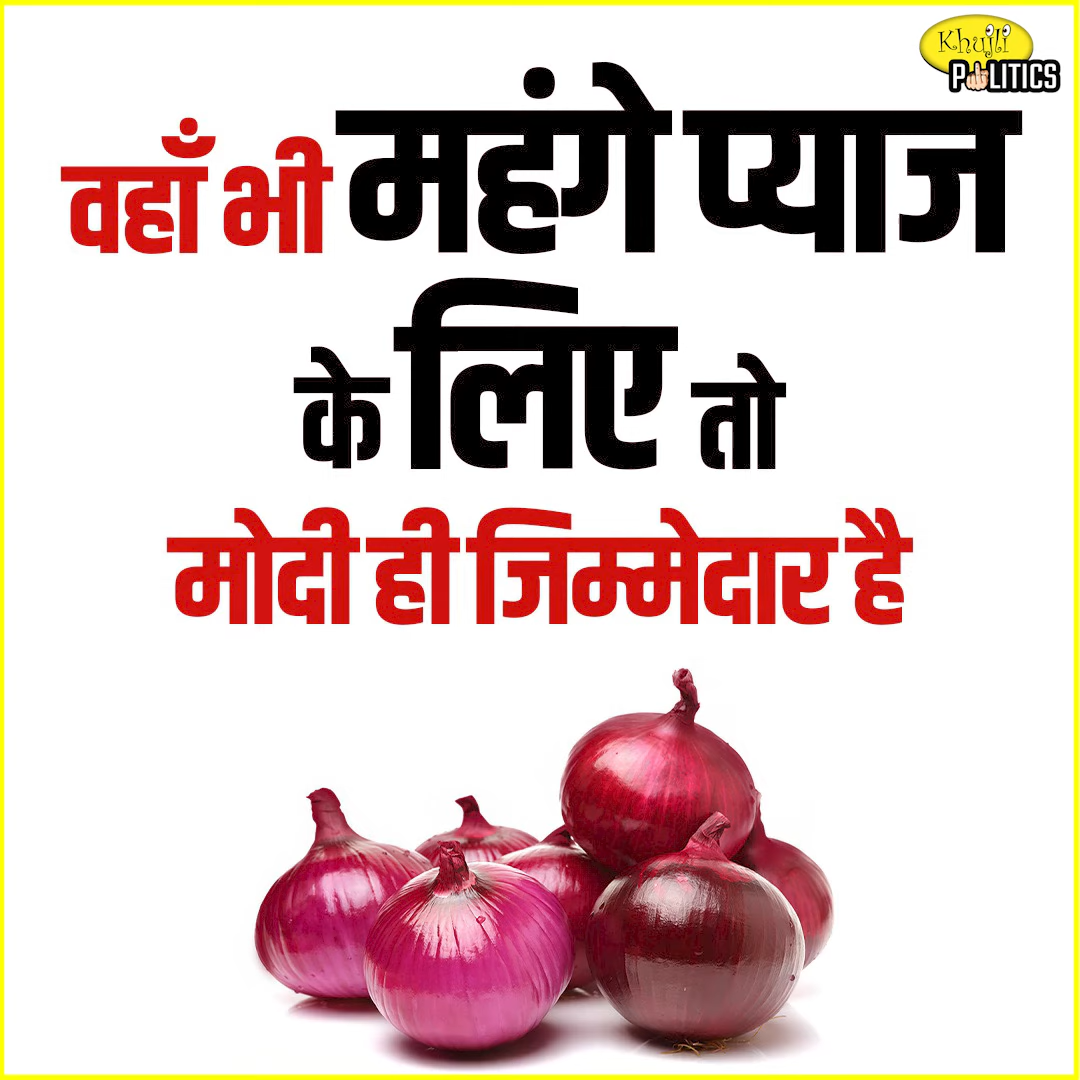 Khujli
POLITICS
वहाँ भी महंगे प्याज
के लिए तो
मोदी ही जिम्मेदार है